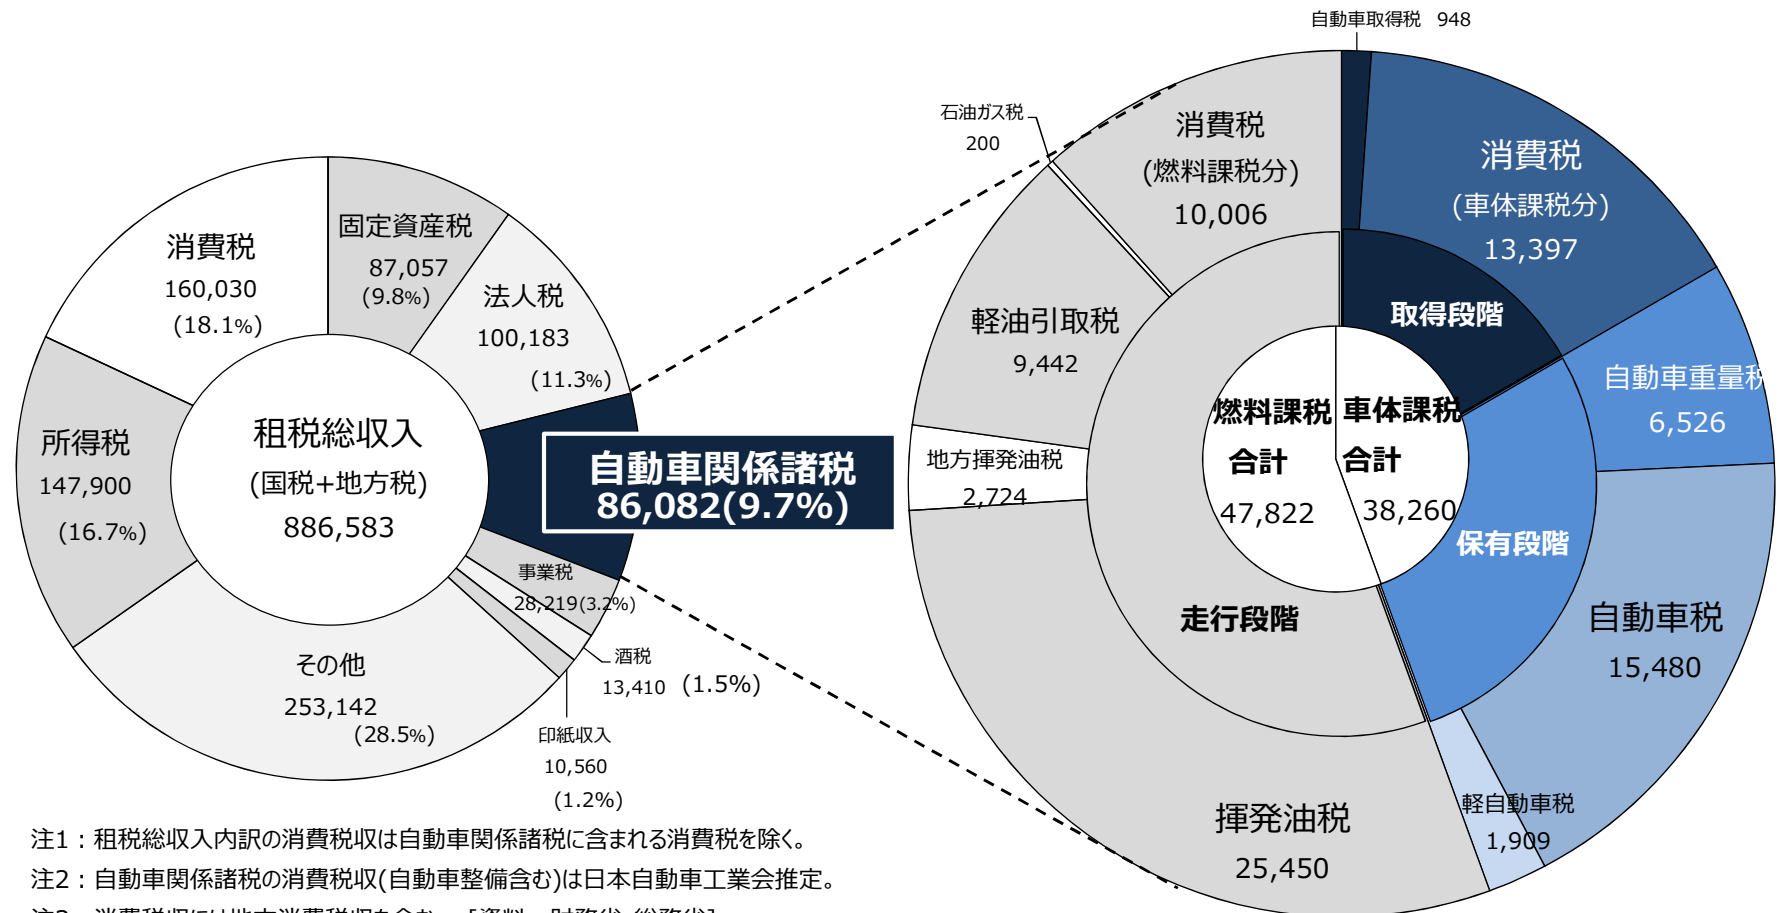 自動車取得税 948
石油ガス税
200
消費税
(燃料課税分)
10,006
消費税
(車体課税分)
13,397
固定資産税
87,057
(9.8%)
消費税
160,030
(18.1%)
法人税
100,183
(11.3%)
軽油引取税
9,442
取得段階
自動車重量税
6,526
燃料課税
合計
47,822
車体課税
合計
38,260
所得税
147,900
(16.7%)
租税総収入
(国税+地方税)
886,583
自動車関係諸税
86,082(9.7%)
地方揮発油税
2,724
保有段階
事業税
28,219(3.2%)
走行段階
自動車税
15,480
酒税
13,410 (1.5%)
その他
253,142
(28.5%)
印紙収入
10,560
(1.2%)
揮発油税
25,450
軽自動車税
1,909
注1：租税総収入内訳の消費税収は自動車関係諸税に含まれる消費税を除く。
注2：自動車関係諸税の消費税収(自動車整備含む)は日本自動車工業会推定。